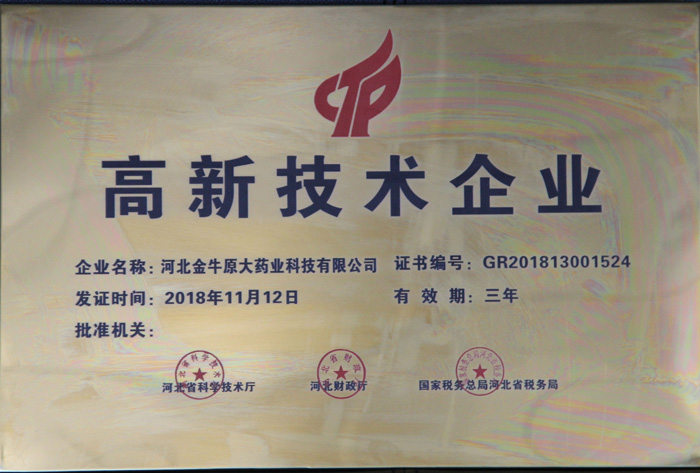 高新技术企业
企业名称：河北金牛原大药业科技有限公司 证书编号：GR201813001524
发证时间：2018年11月12日 有 效 期：三年
批准机关：
河北省科学技术厅 河北财政厅 国家税务总局河北省税务局